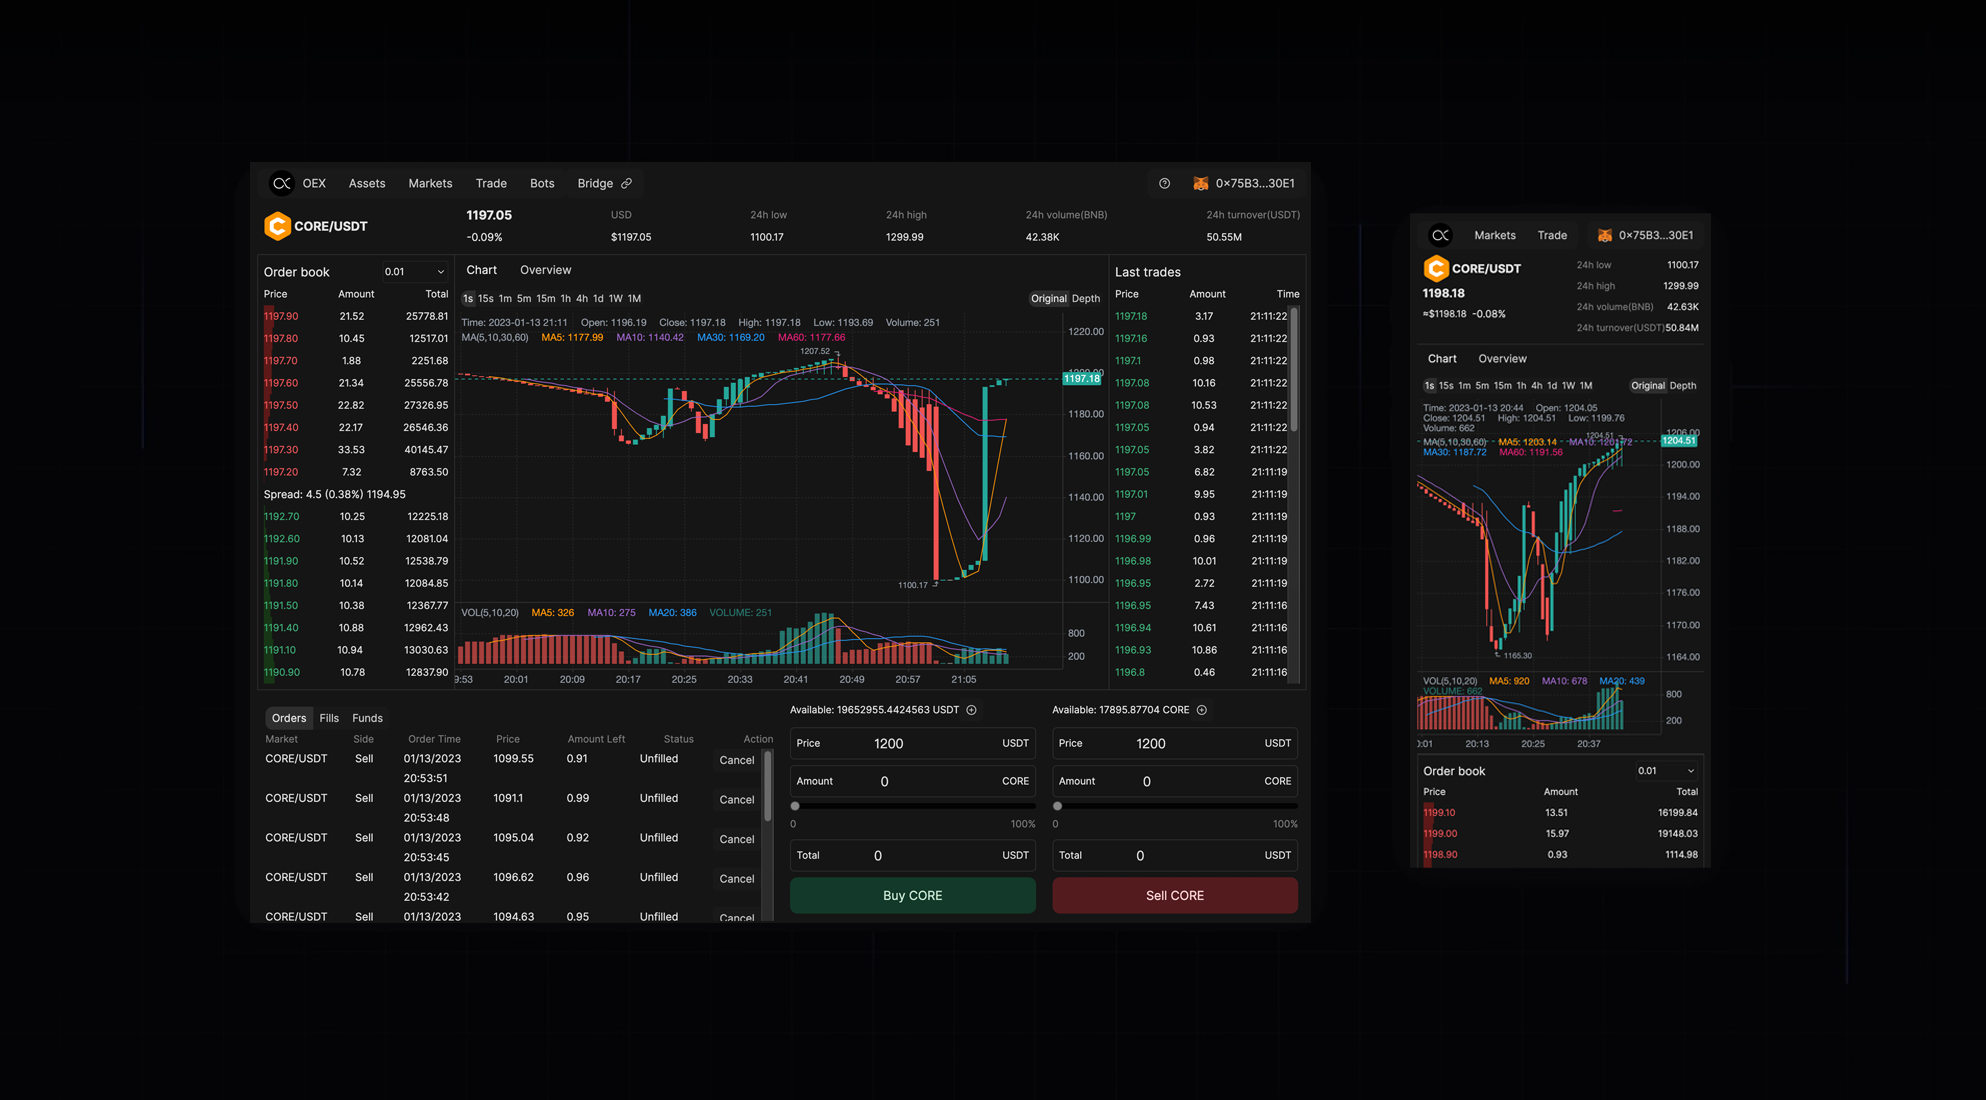 OEX Assets Markets Trade Bots Bridge 0×75B3...30E1
CORE/USDT
1197.05 USD 24h low 24h high 24h volume(BNB) 24h turnover(USDT)
-0.09% $1197.05 1100.17 1299.99 42.38K 50.55M
Order book 0.01
Price Amount Total
1197.90 21.52 25778.81
1197.80 10.45 12517.01
1197.70 1.88 2251.68
1197.60 21.34 25556.78
1197.50 22.82 27326.95
1197.40 22.17 26546.36
1197.30 33.53 40145.47
1197.20 7.32 8763.50
Spread: 4.5 (0.38%) 1194.95
1192.70 10.25 12225.18
1192.60 10.13 12081.04
1191.90 10.52 12538.79
1191.80 10.14 12084.85
1191.50 10.38 12367.77
1191.40 10.88 12962.43
1191.10 10.94 13030.63
1190.90 10.78 12837.90
Chart Overview
1s 15s 1m 5m 15m 1h 4h 1d 1W 1M Original Depth
Time: 2023-01-13 21:11 Open: 1196.19 Close: 1197.18 High: 1197.18 Low: 1193.69 Volume: 251
MA(5,10,30,60) MA5: 1177.99 MA10: 1140.42 MA30: 1169.20 MA60: 1177.66
1207.52
1100.17
1220.00
1200.00
1197.18
1180.00
1160.00
1140.00
1120.00
1100.00
VOL(5,10,20) MA5: 326 MA10: 275 MA20: 386 VOLUME: 251
800
200
9:53 20:01 20:09 20:17 20:25 20:33 20:41 20:49 20:57 21:05
Last trades
Price Amount Time
1197.18 3.17 21:11:22
1197.16 0.93 21:11:22
1197.1 0.98 21:11:22
1197.08 10.16 21:11:22
1197.08 10.53 21:11:22
1197.05 0.94 21:11:22
1197.05 3.82 21:11:22
1197.05 6.82 21:11:19
1197.01 9.95 21:11:19
1197 0.93 21:11:19
1196.99 0.96 21:11:19
1196.98 10.01 21:11:19
1196.95 2.72 21:11:19
1196.95 7.43 21:11:16
1196.94 10.61 21:11:16
1196.93 10.86 21:11:16
1196.8 0.46 21:11:16
Orders Fills Funds
Market Side Order Time Price Amount Left Status Action
CORE/USDT Sell 01/13/2023 1099.55 0.91 Unfilled Cancel
20:53:51
CORE/USDT Sell 01/13/2023 1091.1 0.99 Unfilled Cancel
20:53:48
CORE/USDT Sell 01/13/2023 1095.04 0.92 Unfilled Cancel
20:53:45
CORE/USDT Sell 01/13/2023 1096.62 0.96 Unfilled Cancel
20:53:42
CORE/USDT Sell 01/13/2023 1094.63 0.95 Unfilled Cancel
Available: 19652955.4424563 USDT
Price 1200 USDT
Amount 0 CORE
0 100%
Total 0 USDT
Buy CORE
Available: 17895.87704 CORE
Price 1200 USDT
Amount 0 CORE
0 100%
Total 0 USDT
Sell CORE
Markets Trade 0×75B3...30E1
CORE/USDT
1198.18
≈$1198.18 -0.08%
24h low 1100.17
24h high 1299.99
24h volume(BNB) 42.63K
24h turnover(USDT) 50.84M
Chart Overview
1s 15s 1m 5m 15m 1h 4h 1d 1W 1M Original Depth
Time: 2023-01-13 20:44 Open: 1204.05
Close: 1204.51 High: 1204.51 Low: 1199.76
Volume: 662
MA(5,10,30,60) MA5: 1203.14 MA10: 1201.72
MA30: 1187.72 MA60: 1191.56
1204.51
1165.30
1206.00
1204.51
1200.00
1194.00
1188.00
1182.00
1176.00
1170.00
1164.00
VOL(5,10,20) MA5: 920 MA10: 678 MA20: 439
VOLUME: 662
800
200
0:01 20:13 20:25 20:37
Order book 0.01
Price Amount Total
1199.10 13.51 16199.84
1199.00 15.97 19148.03
1198.90 0.93 1114.98